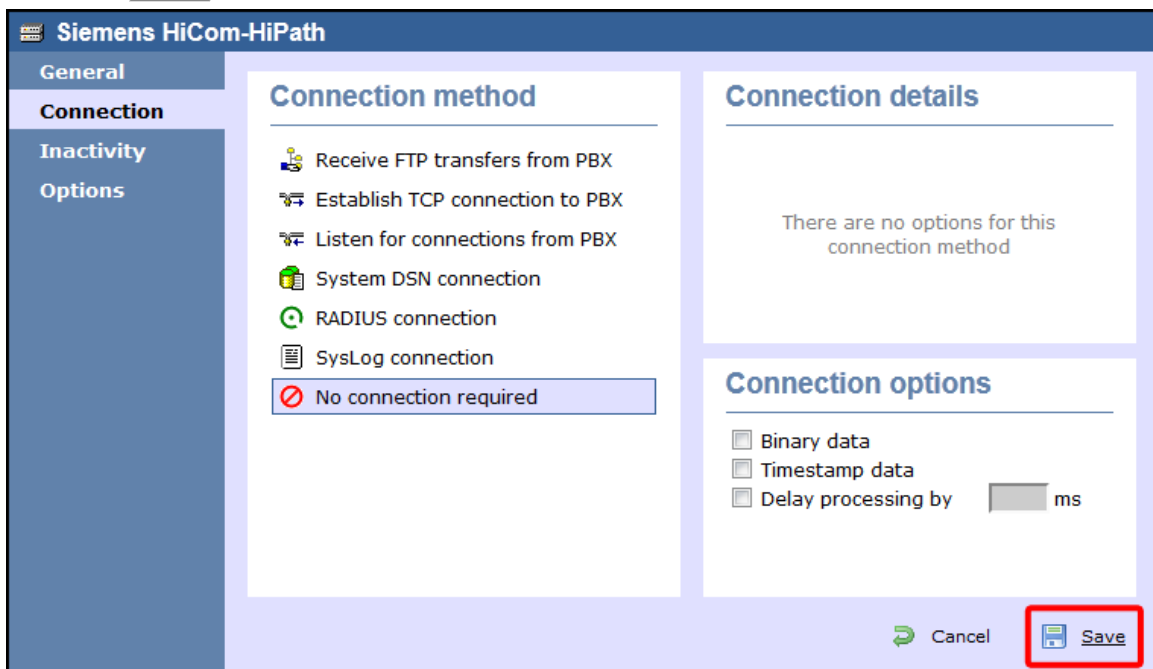 Siemens HiCom-HiPath
General
Connection
Inactivity
Options
Connection method
Receive FTP transfers from PBX
Establish TCP connection to PBX
Listen for connections from PBX
System DSN connection
RADIUS connection
SysLog connection
No connection required
Connection details
There are no options for this
connection method
Connection options
Binary data
Timestamp data
Delay processing by ms
Cancel
Save